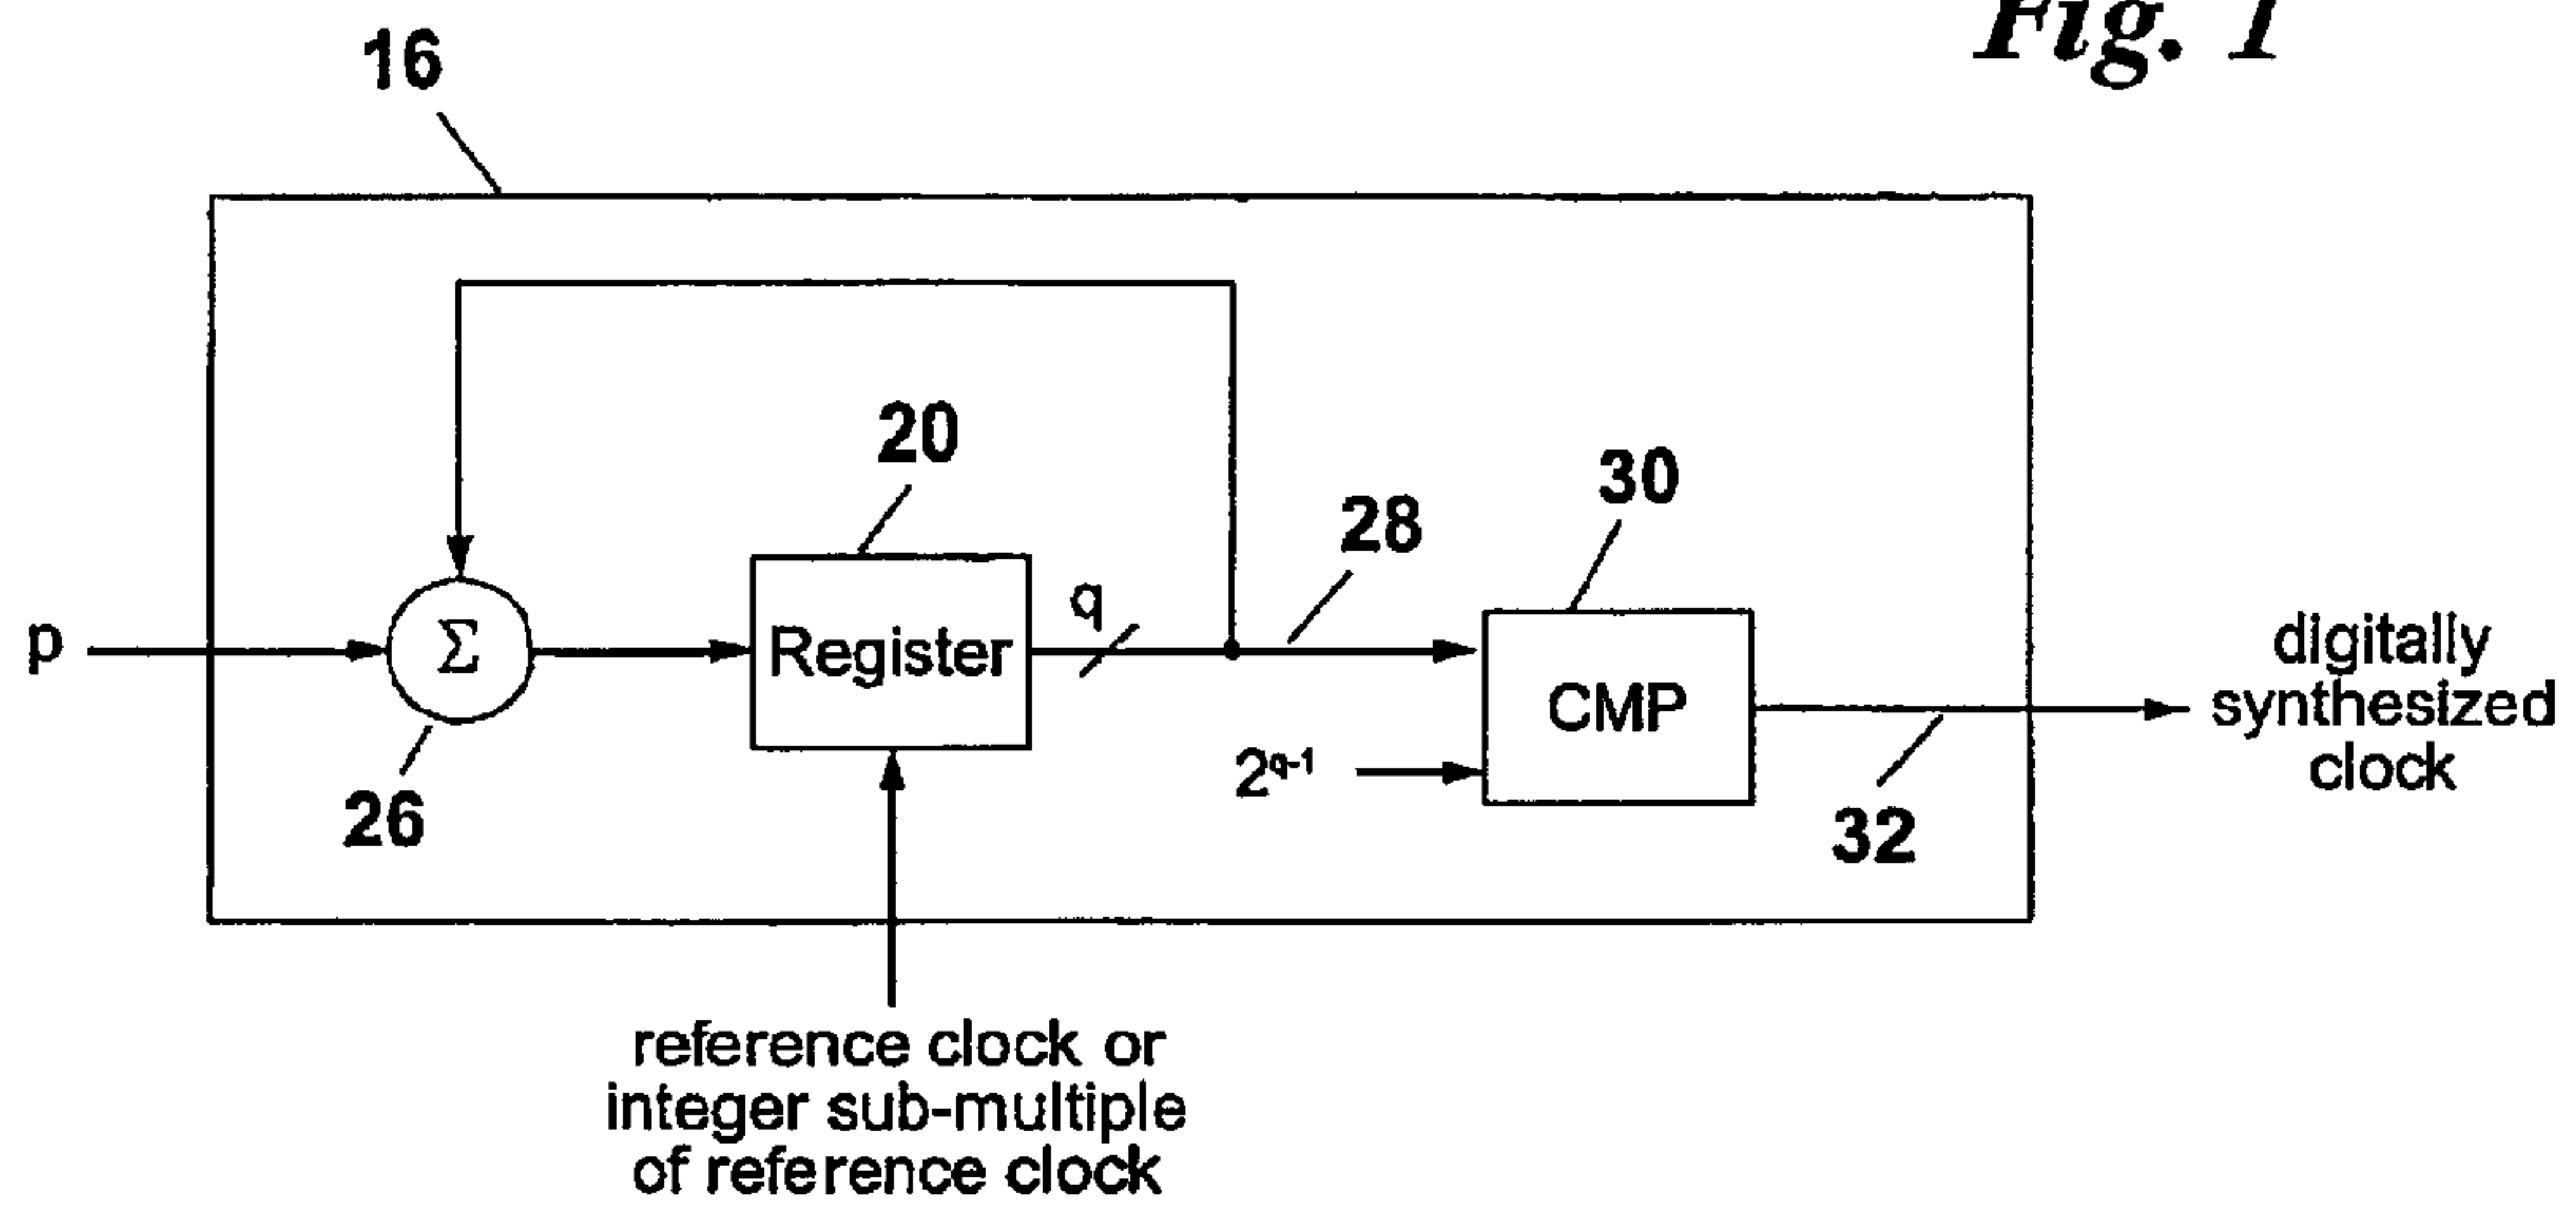 Fig. 1
16
20
30
28
q
p
Σ
Register
CMP
digitally
synthesized
clock
2^q-1
26
32
reference clock or
integer sub-multiple
of reference clock